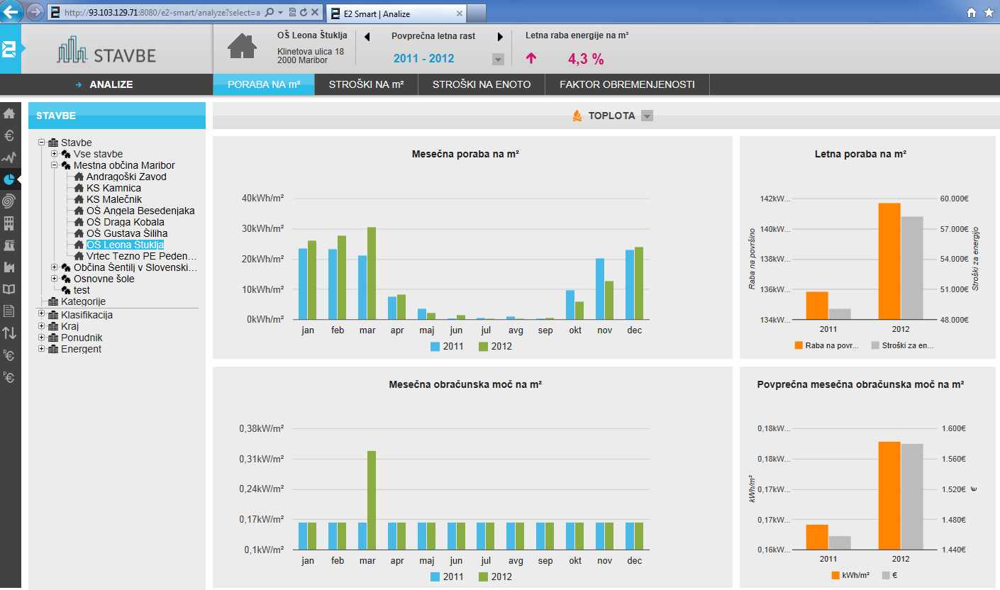 http://93.103.129.71:8080/e2-smart/analyze?select=a
E2 Smart | Analize
STAVBE
OŠ Leona Štuklja
Klinetova ulica 18
2000 Maribor
Povprečna letna rast
2011 - 2012
Letna raba energije na m²
4,3 %
ANALIZE
PORABA NA m²
STROŠKI NA m²
STROŠKI NA ENOTO
FAKTOR OBREMENJENOSTI
STAVBE
Stavbe
Vse stavbe
Mestna občina Maribor
Andragoški Zavod
KS Kamnica
KS Malečnik
OŠ Angela Besedenjaka
OŠ Draga Kobala
OŠ Gustava Šiliha
OŠ Leona Štuklja
Vrtec Tezno PE Peden...
Občina Šentilj v Slovenski...
Osnovne šole
test
Kategorije
Klasifikacija
Kraj
Ponudnik
Energent
TOPLOTA
Mesečna poraba na m²
40kWh/m²
30kWh/m²
20kWh/m²
10kWh/m²
0kWh/m²
jan feb mar apr maj jun jul avg sep okt nov dec
2011 2012
Letna poraba na m²
Raba na površino
142kW...
140kW...
138kW...
136kW...
134kW...
60.000€
57.000€
54.000€
51.000€
48.000€
Stroški za energijo
2011 2012
Raba na povr... Stroški za en...
Mesečna obračunska moč na m²
0,38kW/m²
0,31kW/m²
0,24kW/m²
0,17kW/m²
0,1kW/m²
jan feb mar apr maj jun jul avg sep okt nov dec
2011 2012
Povprečna mesečna obračunska moč na m²
kWh/m²
0,18kW...
0,18kW...
0,17kW...
0,17kW...
0,16kW...
1.600€
1.560€
1.520€
1.480€
1.440€
€
2011 2012
kWh/m² €